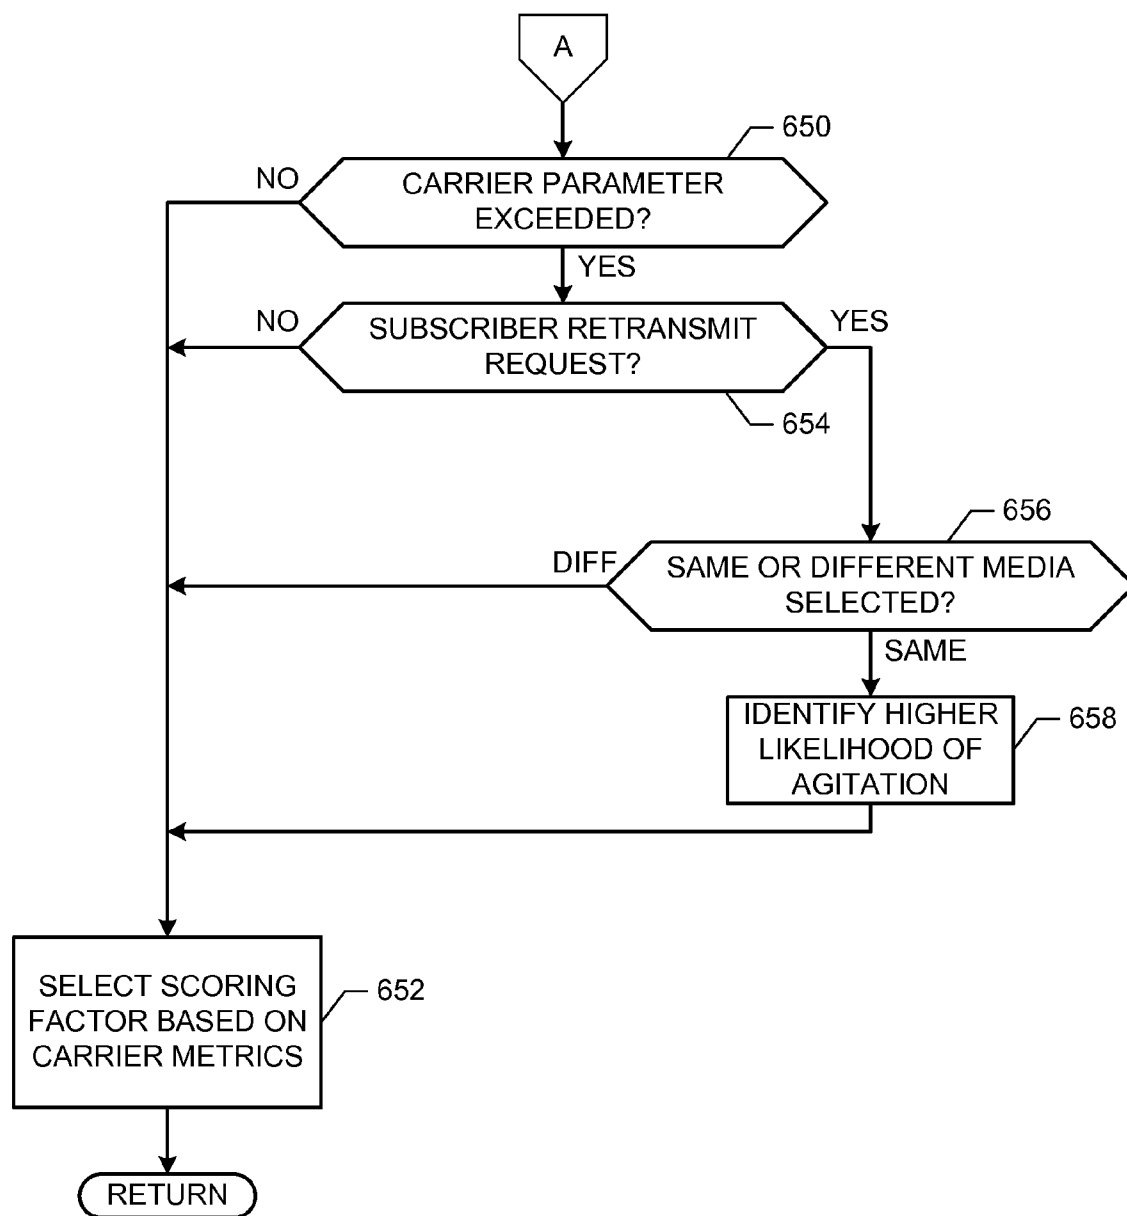 A
650
NO
CARRIER PARAMETER
EXCEEDED?
YES
NO
SUBSCRIBER RETRANSMIT
REQUEST?
YES
654
656
DIFF
SAME OR DIFFERENT MEDIA
SELECTED?
SAME
IDENTIFY HIGHER
LIKELIHOOD OF
AGITATION
658
SELECT SCORING
FACTOR BASED ON
CARRIER METRICS
652
RETURN